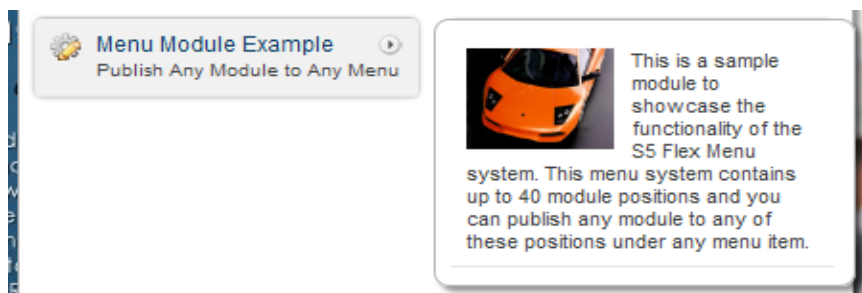 Menu Module Example
Publish Any Module to Any Menu
This is a sample
module to
showcase the
functionality of the
S5 Flex Menu
system. This menu system contains
up to 40 module positions and you
can publish any module to any of
these positions under any menu item.